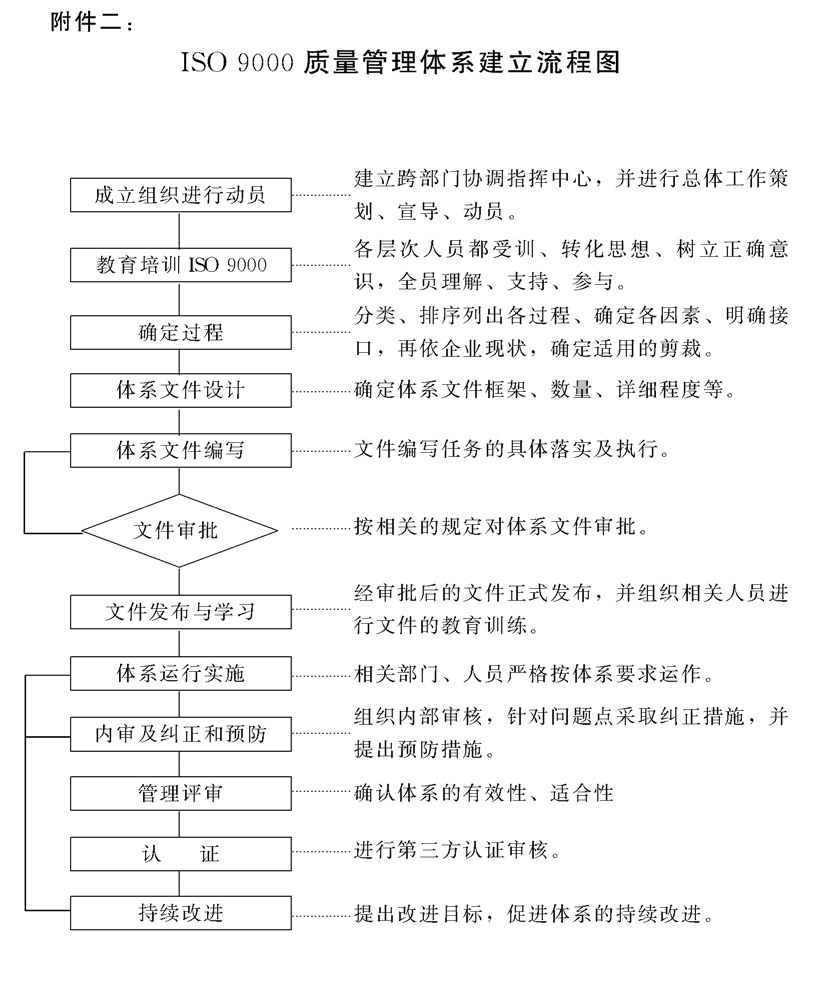 附件二：
ISO 9000 质量管理体系建立流程图
成立组织进行动员
建立跨部门协调指挥中心，并进行总体工作策
划、宣导、动员。
教育培训 ISO 9000
各层次人员都受训、转化思想、树立正确意
识，全员理解、支持、参与。
确定过程
分类、排序列出各过程、确定各因素、明确接
口，再依企业现状，确定适用的剪裁。
体系文件设计
确定体系文件框架、数量、详细程度等。
体系文件编写
文件编写任务的具体落实及执行。
文件审批
按相关的规定对体系文件审批。
文件发布与学习
经审批后的文件正式发布，并组织相关人员进
行文件的教育训练。
体系运行实施
相关部门、人员严格按体系要求运作。
内审及纠正和预防
组织内部审核，针对问题点采取纠正措施，并
提出预防措施。
管理评审
确认体系的有效性、适合性
认 证
进行第三方认证审核。
持续改进
提出改进目标，促进体系的持续改进。